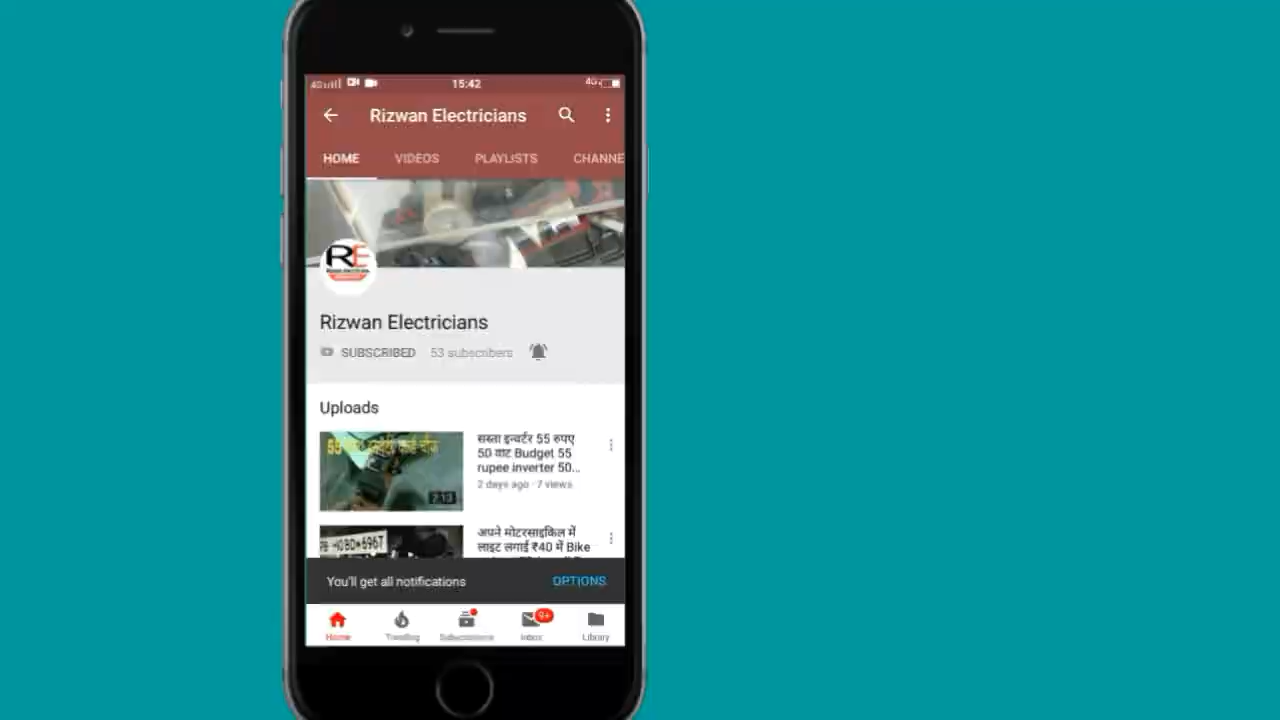 15:42
4G
Rizwan Electricians
HOME VIDEOS PLAYLISTS CHANNE
RE
Rizwan Electricians
SUBSCRIBED 53 subscribers
Uploads
7:13
सस्ता इन्वर्टर 55 रुपए
50 वाट Budget 55
rupee inverter 50...
2 days ago · 7 views
अपने मोटरसाइकिल में
लाइट लगाई ₹40 में Bike
You'll get all notifications OPTIONS
9+
Home Trending Subscriptions Inbox Library